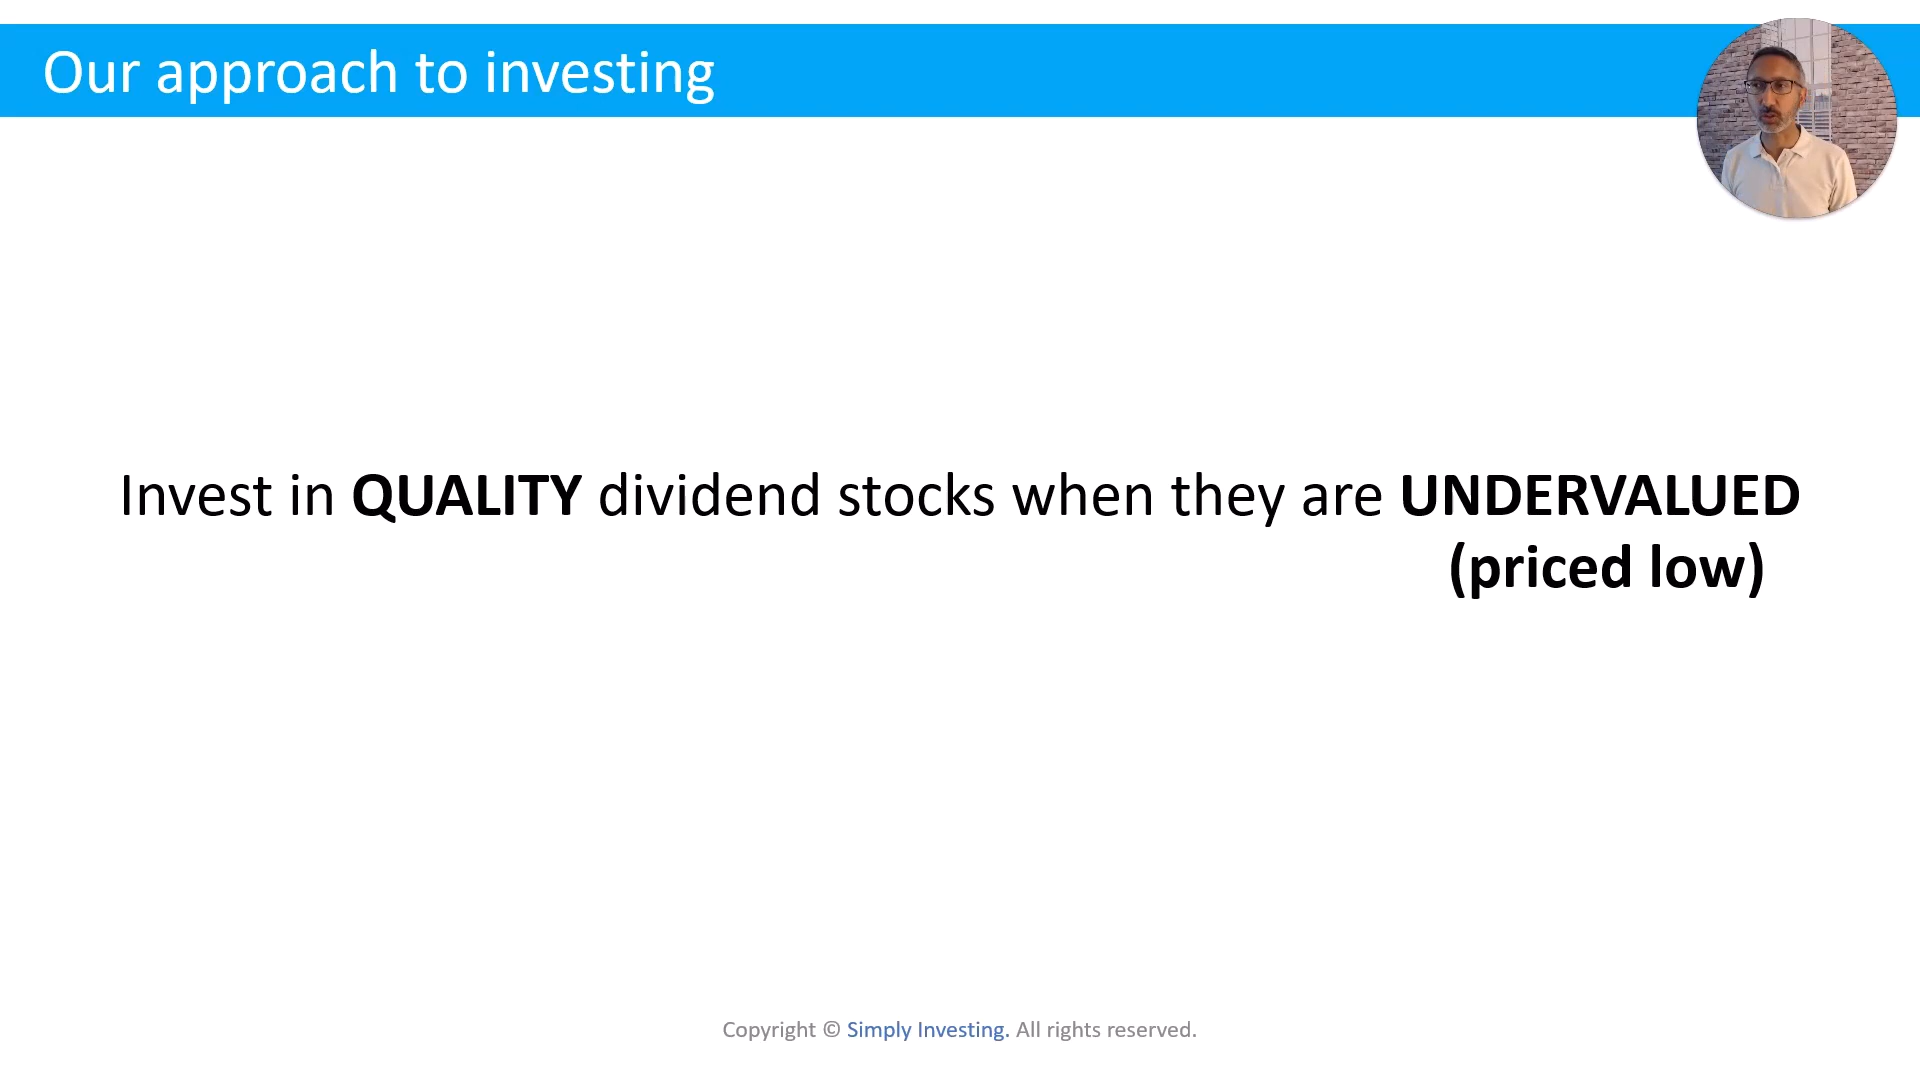 Our approach to investing
Invest in QUALITY dividend stocks when they are UNDERVALUED
(priced low)
Copyright © Simply Investing. All rights reserved.